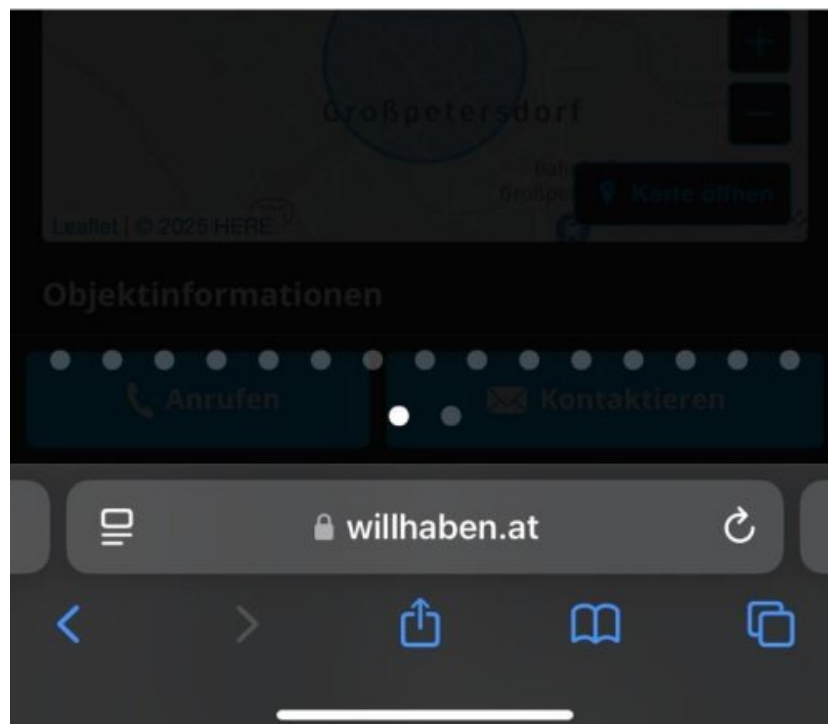 Großpetersdorf
Karte öffnen
Leaflet | © 2025 HERE
Objektinformationen
Anrufen
Kontaktieren
willhaben.at